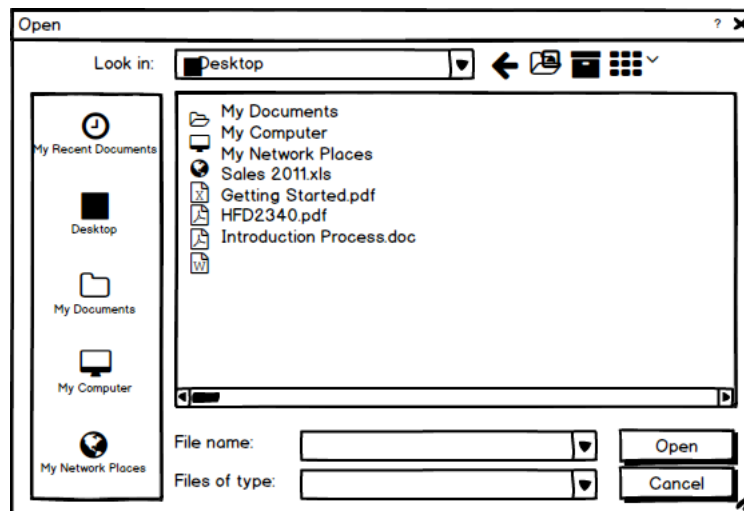 Open ?
Look in: Desktop
My Recent Documents
Desktop
My Documents
My Computer
My Network Places
My Documents
My Computer
My Network Places
Sales 2011.xls
Getting Started.pdf
HFD2340.pdf
Introduction Process.doc
File name:
Open
Files of type:
Cancel